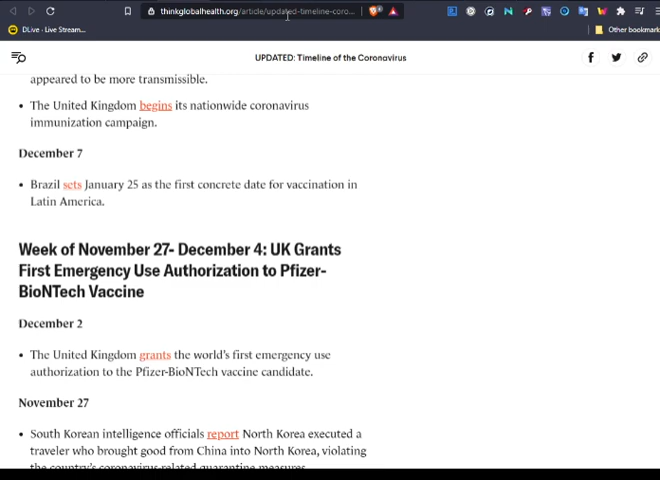 thinkglobalhealth.org/article/updated-timeline-coro...
DLive - Live Stream...
Other bookmark
UPDATED: Timeline of the Coronavirus
appeared to be more transmissible.
• The United Kingdom begins its nationwide coronavirus
immunization campaign.
December 7
• Brazil sets January 25 as the first concrete date for vaccination in
Latin America.
Week of November 27- December 4: UK Grants
First Emergency Use Authorization to Pfizer-
BioNTech Vaccine
December 2
• The United Kingdom grants the world's first emergency use
authorization to the Pfizer-BioNTech vaccine candidate.
November 27
• South Korean intelligence officials report North Korea executed a
traveler who brought good from China into North Korea, violating
the country's coronavirus-related quarantine measures.